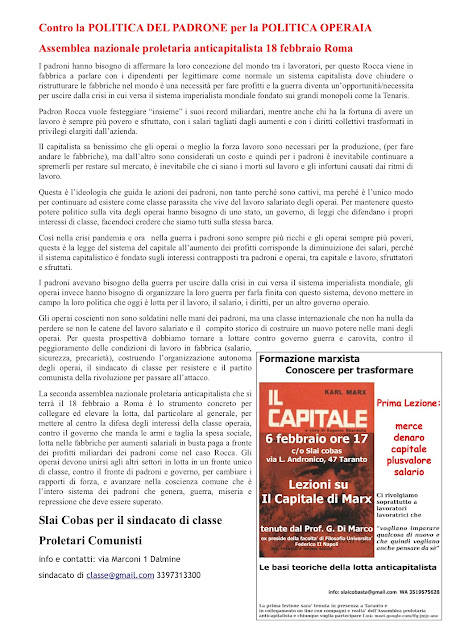 Contro la POLITICA DEL PADRONE per la POLITICA OPERAIA
Assemblea nazionale proletaria anticapitalista 18 febbraio Roma
I padroni hanno bisogno di affermare la loro concezione del mondo tra i lavoratori, per questo Rocca viene in
fabbrica a parlare con i dipendenti per legittimare come normale un sistema capitalista dove chiudere o
ristrutturare le fabbriche nel mondo è una necessità per fare profitti e la guerra diventa un'opportunità/necessita
per uscire dalla crisi in cui versa il sistema imperialista mondiale fondato sui grandi monopoli come la Tenaris.
Padron Rocca vuole festeggiare "insieme" i suoi record miliardari, mentre anche chi ha la fortuna di avere un
lavoro è sempre più povero e sfruttato, con i salari tagliati dagli aumenti e con i diritti collettivi trasformati in
privilegi elargiti dall'azienda.
Il capitalista sa benissimo che gli operai o meglio la forza lavoro sono necessari per la produzione, (per fare
andare le fabbriche), ma dall'altro sono considerati un costo e quindi per i padroni è inevitabile continuare a
spremerli per restare sul mercato, è inevitabile che ci siano i morti sul lavoro e gli infortuni causati dai ritmi di
lavoro.
Questa è l'ideologia che guida le azioni dei padroni, non tanto perché sono cattivi, ma perché è l'unico modo
per continuare ad esistere come classe parassita che vive del lavoro salariato degli operai. Per mantenere questo
potere politico sulla vita degli operai hanno bisogno di uno stato, un governo, di leggi che difendano i propri
interessi di classe, facendoci credere che siamo tutti sulla stessa barca.
Cosi nella crisi pandemia e ora nella guerra i padroni sono sempre più ricchi e gli operai sempre più poveri,
questa è la legge del sistema del capitale all'aumento dei profitti corrisponde la diminuzione dei salari, perché
il sistema capitalistico è fondato sugli interessi contrapposti tra padroni e operai, tra capitale e lavoro, sfruttatori
e sfruttati.
I padroni avevano bisogno della guerra per uscire dalla crisi in cui versa il sistema imperialista mondiale, gli
operai invece hanno bisogno di organizzare la loro guerra per farla finita con questo sistema, devono mettere in
campo la loro politica che oggi è lotta per il lavoro, il salario, i diritti, per un altro governo operaio.
Gli operai coscienti non sono soldatini nelle mani dei padroni, ma una classe internazionale che non ha nulla da
perdere se non le catene del lavoro salariato e il compito storico di costruire un nuovo potere nelle mani degli
operai. Per questa prospettiva dobbiamo tornare a lottare contro governo guerra e carovita, contro il
peggioramento delle condizioni di lavoro in fabbrica (salario,
sicurezza, precarietà), costruendo l'organizzazione autonoma
degli operai, il sindacato di classe per resistere e il partito
comunista della rivoluzione per passare all'attacco.
La seconda assemblea nazionale proletaria anticapitalista che si
terrà il 18 febbraio a Roma è lo strumento concreto per
collegare ed elevare la lotta, dal particolare al generale, per
mettere al centro la difesa degli interessi della classe operaia,
contro il governo che manda le armi e taglia la spesa sociale,
lotta nelle fabbriche per aumenti salariali in busta paga a fronte
dei profitti miliardari dei padroni come nel caso Rocca. Gli
operai devono unirsi agli altri settori in lotta in un fronte unico
di classe, contro il fronte di padroni e governo, per cambiare i
rapporti di forza, e avanzare nella coscienza comune che è
l'intero sistema dei padroni che genera, guerra, miseria e
repressione che deve essere superato.
Slai Cobas per il sindacato di classe
Proletari Comunisti
info e contatti: via Marconi 1 Dalmine
sindacato di classe@gmail.com 3397313300
Formazione marxista
Conoscere per trasformare
KARL MARX
IL
CAPITALE
6 febbraio ore 17
c/o Slai cobas
via L. Andronico, 47 Taranto
Lezioni su
Il Capitale di Marx
tenute dal Prof. G. Di Marco
ex preside della facolta' di Filosofia Universita'
Federico II Napoli
Prima Lezione:
merce
denaro
capitale
plusvalore
salario
Ci rivolgiamo
soprattutto a
lavoratori
lavoratrici che
"vogliano imparare
qualcosa di nuovo e
che quindi vogliano
anche pensare da sé"
Le basi teoriche della lotta anticapitalista
info: slaicobasta@gmail.com WA 3519575628
La prima lezione sara' tenuta in presenza a Taranto e
in collegamento on line con compagni e realta' dell'Assemblea proletaria
anticapitalista e chiunque voglia partecipare